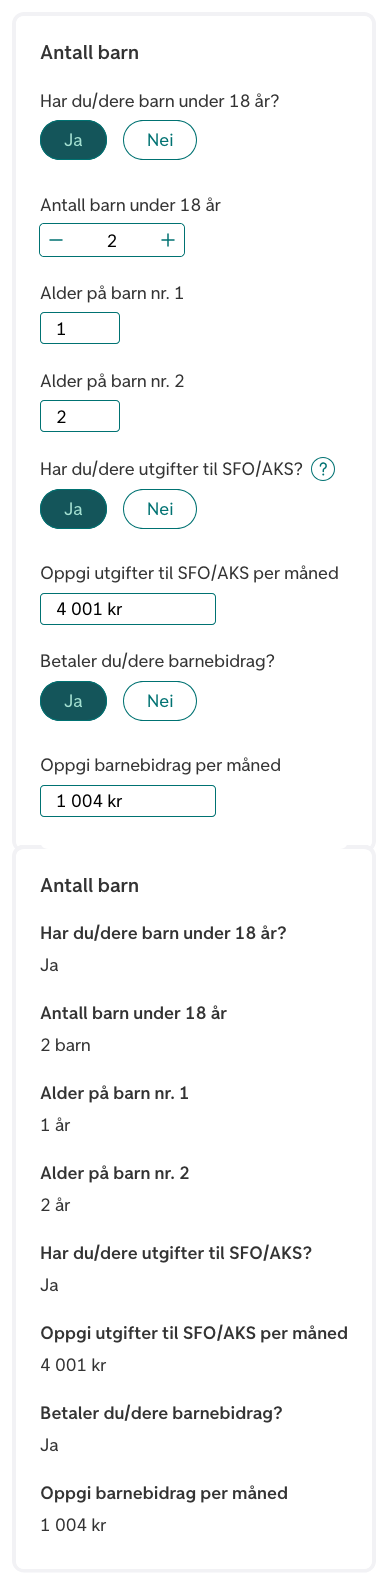 Antall barn
Har du/dere barn under 18 år?
Ja Nei
Antall barn under 18 år
− 2 +
Alder på barn nr. 1
1
Alder på barn nr. 2
2
Har du/dere utgifter til SFO/AKS? ?
Ja Nei
Oppgi utgifter til SFO/AKS per måned
4 001 kr
Betaler du/dere barnebidrag?
Ja Nei
Oppgi barnebidrag per måned
1 004 kr
Antall barn
Har du/dere barn under 18 år?
Ja
Antall barn under 18 år
2 barn
Alder på barn nr. 1
1 år
Alder på barn nr. 2
2 år
Har du/dere utgifter til SFO/AKS?
Ja
Oppgi utgifter til SFO/AKS per måned
4 001 kr
Betaler du/dere barnebidrag?
Ja
Oppgi barnebidrag per måned
1 004 kr